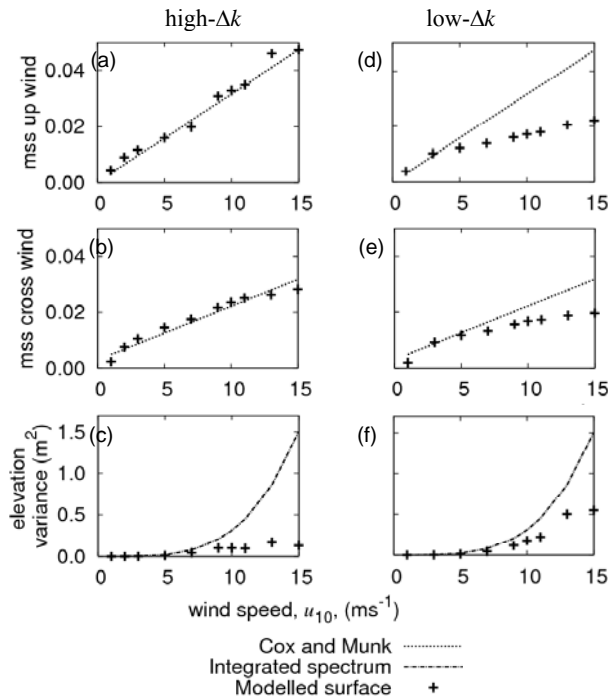 high-Δk low-Δk
(a) (d)
mss up wind
0.04
0.02
0.00
0 5 10 15 0 5 10 15
(b) (e)
mss cross wind
0.04
0.02
0.00
0 5 10 15 0 5 10 15
(c) (f)
elevation
variance (m²)
1.5
1.0
0.5
0.0
0 5 10 15 0 5 10 15
wind speed, u₁₀, (ms⁻¹)
Cox and Munk
Integrated spectrum
Modelled surface